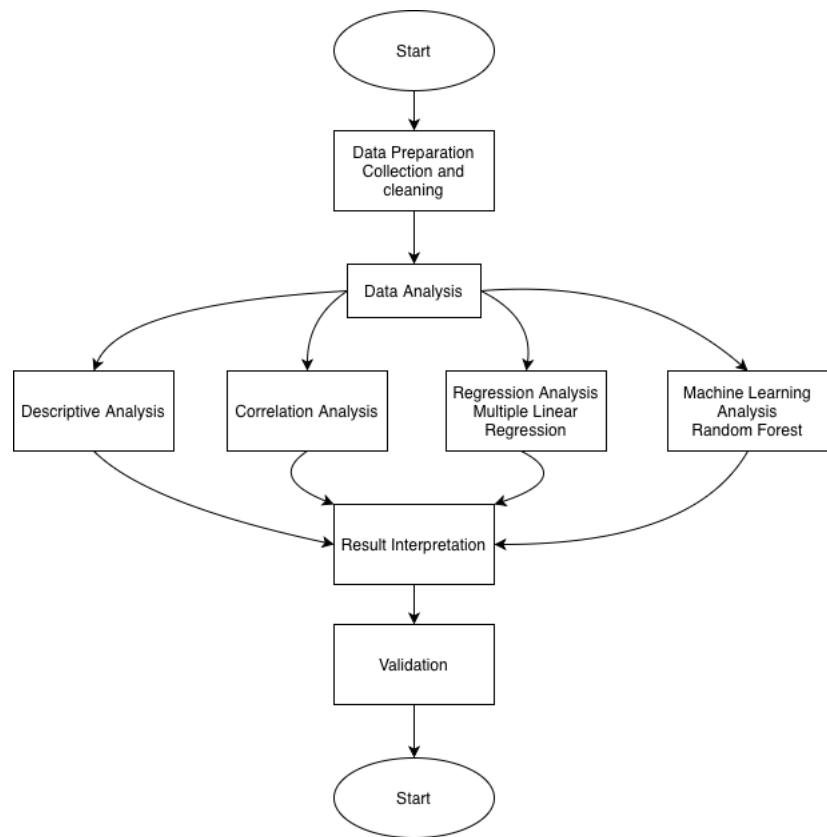 Start
Data Preparation
Collection and
cleaning
Data Analysis
Descriptive Analysis
Correlation Analysis
Regression Analysis
Multiple Linear
Regression
Machine Learning
Analysis
Random Forest
Result Interpretation
Validation
Start